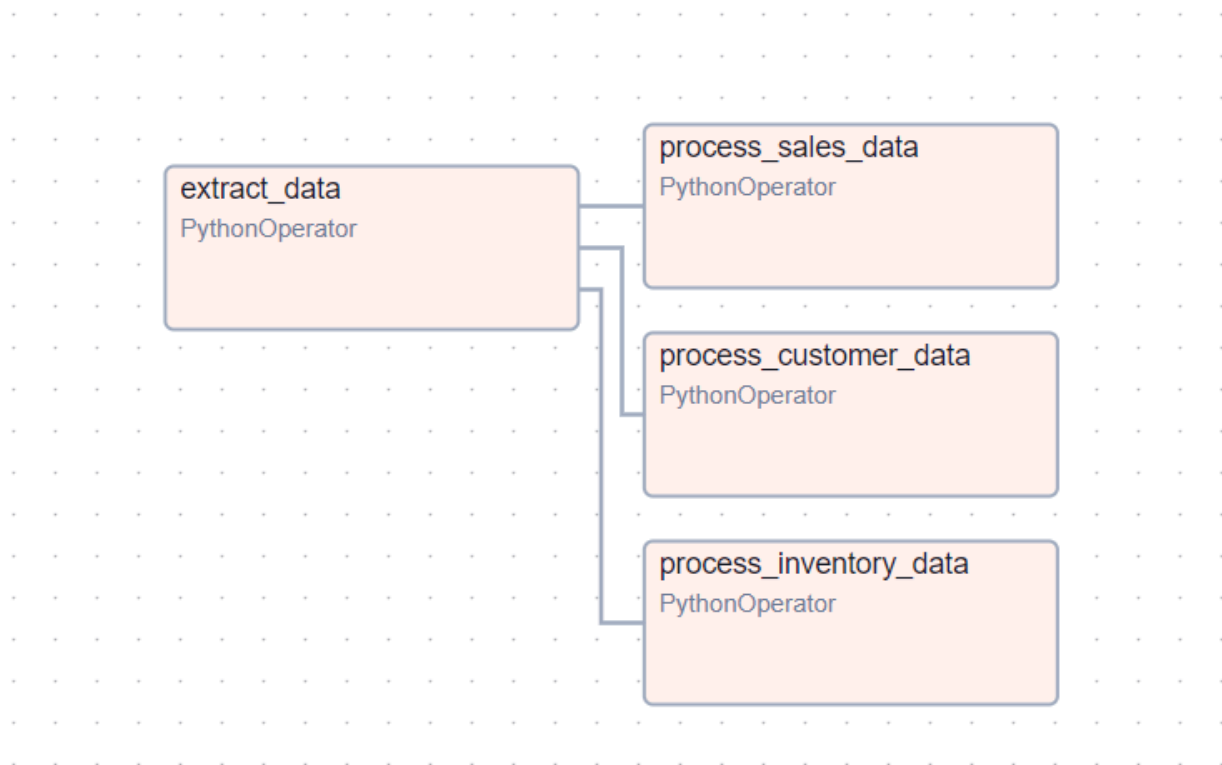 extract_data
PythonOperator
process_sales_data
PythonOperator
process_customer_data
PythonOperator
process_inventory_data
PythonOperator